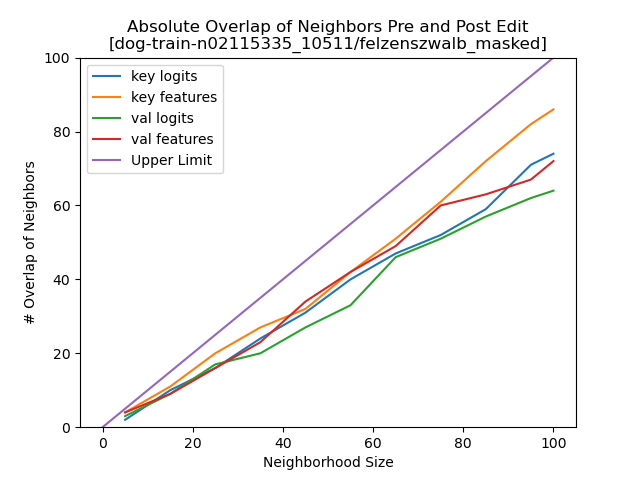 Absolute Overlap of Neighbors Pre and Post Edit
[dog-train-n02115335_10511/felzenszwalb_masked]
key logits
key features
val logits
val features
Upper Limit
# Overlap of Neighbors
100
80
60
40
20
0
0 20 40 60 80 100
Neighborhood Size